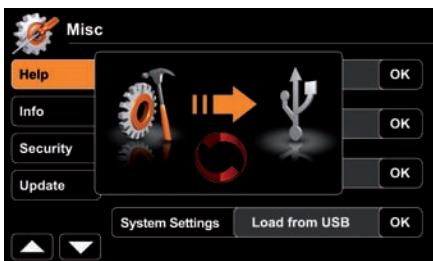 Misc
Help
OK
Info
OK
Security
OK
Update
System Settings Load from USB OK